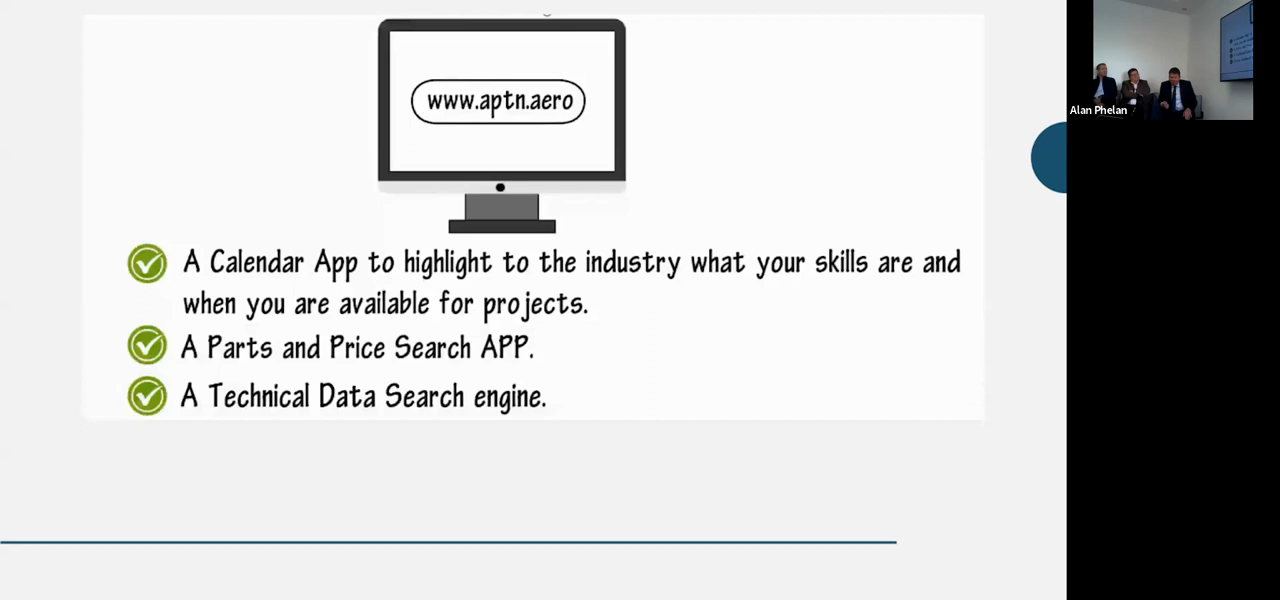 www.aptn.aero
A Calendar App to highlight to the industry what your skills are and
when you are available for projects.
A Parts and Price Search APP.
A Technical Data Search engine.
Alan Phelan